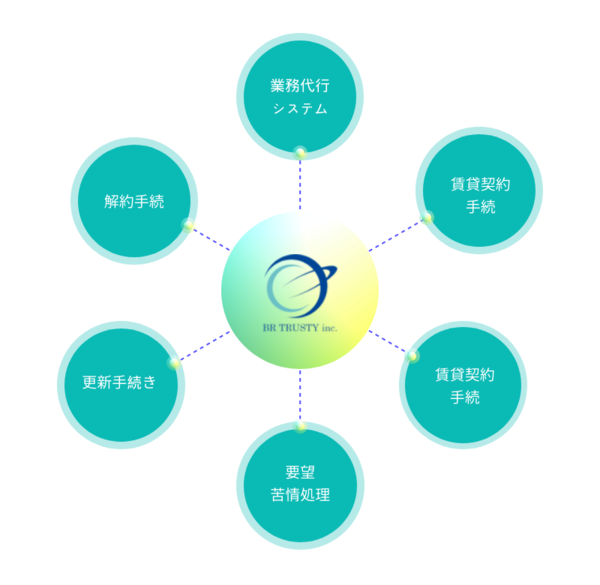 業務代行
システム
解約手続
賃貸契約
手続
BR TRUSTY inc.
更新手続き
賃貸契約
手続
要望
苦情処理